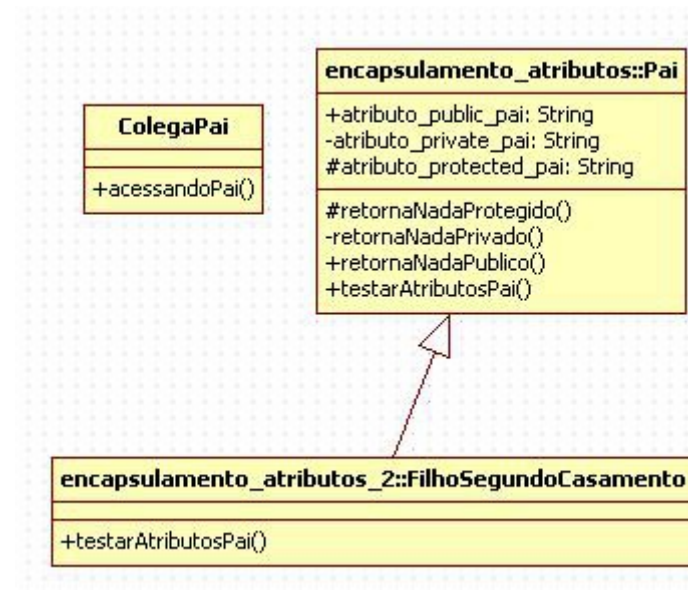 ColegaPai
+acessandoPai()
encapsulamento_atributos::Pai
+atributo_public_pai: String
-atributo_private_pai: String
#atributo_protected_pai: String
#retornaNadaProtegido()
-retornaNadaPrivado()
+retornaNadaPublico()
+testarAtributosPai()
encapsulamento_atributos_2::FilhoSegundoCasamento
+testarAtributosPai()